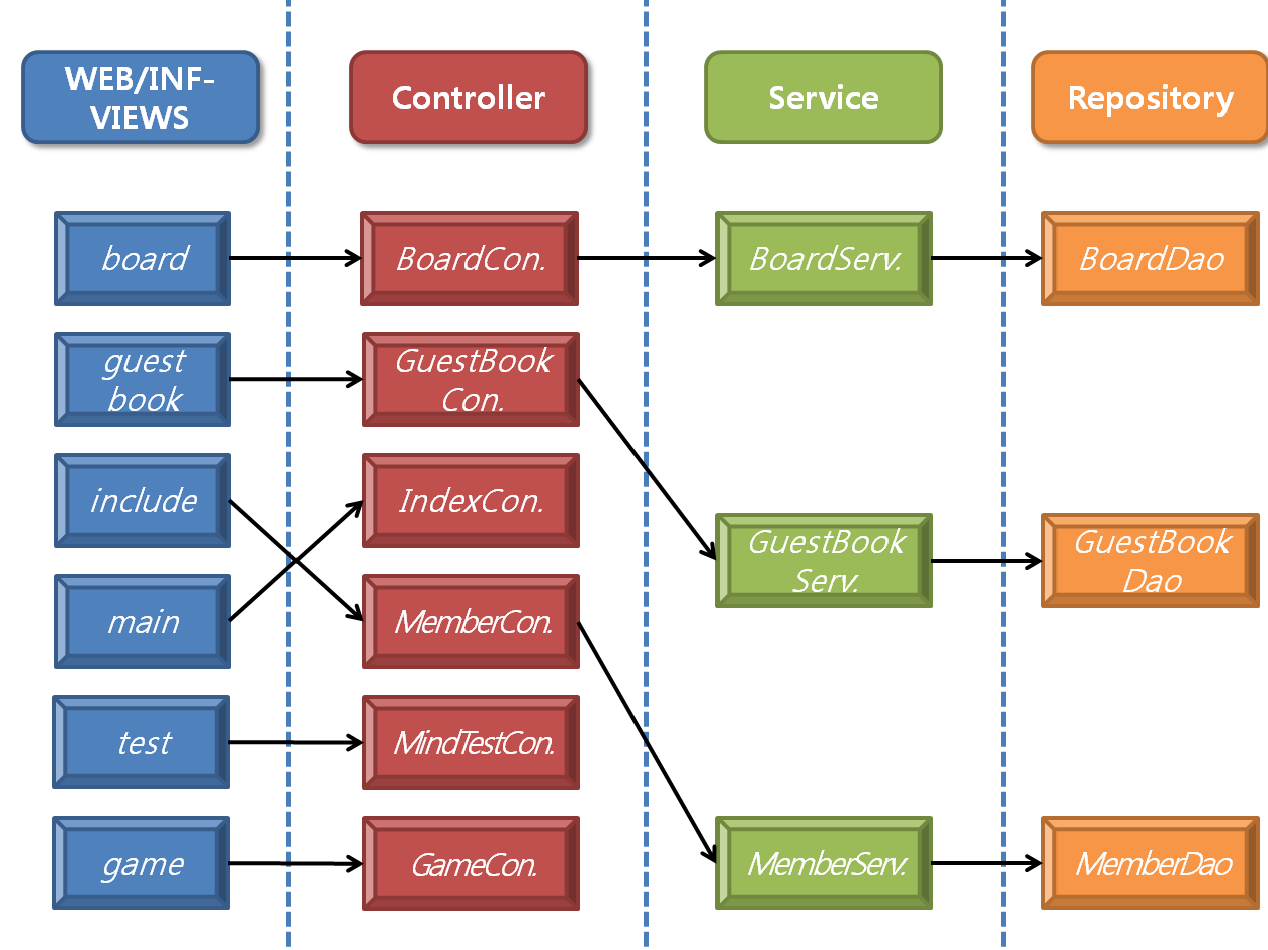 WEB/INF-
VIEWS
Controller
Service
Repository
board
BoardCon.
BoardServ.
BoardDao
guest
book
GuestBook
Con.
include
IndexCon.
GuestBook
Serv.
GuestBook
Dao
main
MemberCon.
test
MindTestCon.
game
GameCon.
MemberServ.
MemberDao